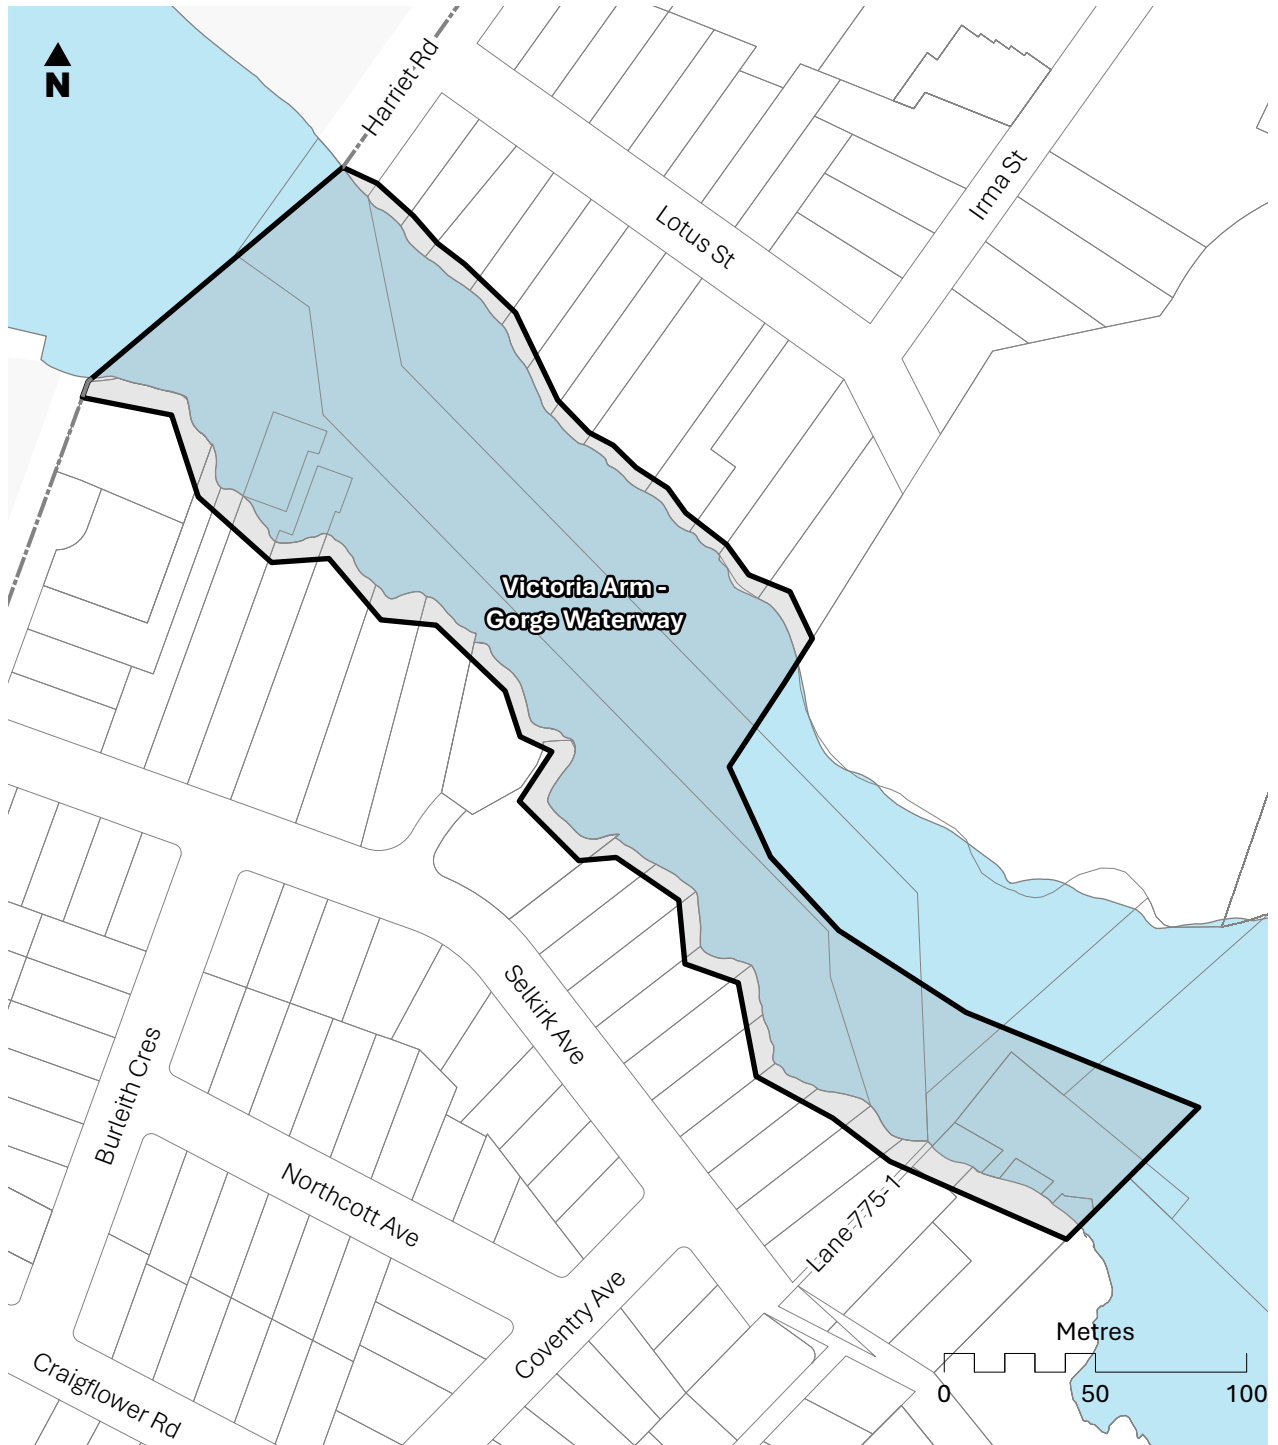 N
Harriet Rd
Irma St
Lotus St
Victoria Arm -
Gorge Waterway
Selkirk Ave
Burleith Cres
Northcott Ave
Lane 775-1
Coventry Ave
Craigflower Rd
Metres
0 50 100